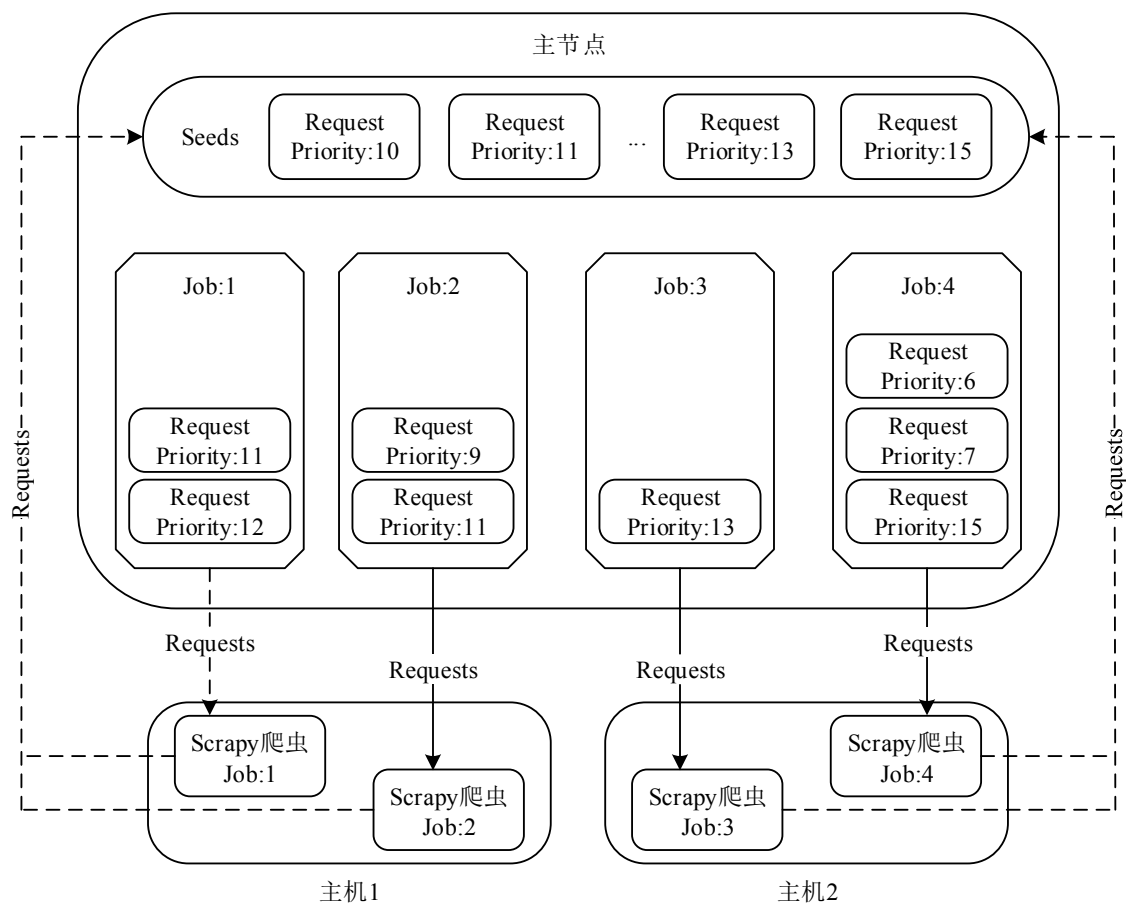 主节点
Seeds
Request
Priority:10
Request
Priority:11
...
Request
Priority:13
Request
Priority:15
Job:1
Request
Priority:11
Request
Priority:12
Job:2
Request
Priority:9
Request
Priority:11
Job:3
Request
Priority:13
Job:4
Request
Priority:6
Request
Priority:7
Request
Priority:15
Requests
Requests
Requests
Requests
Requests
Requests
Scrapy爬虫
Job:1
Scrapy爬虫
Job:2
Scrapy爬虫
Job:3
Scrapy爬虫
Job:4
主机1
主机2